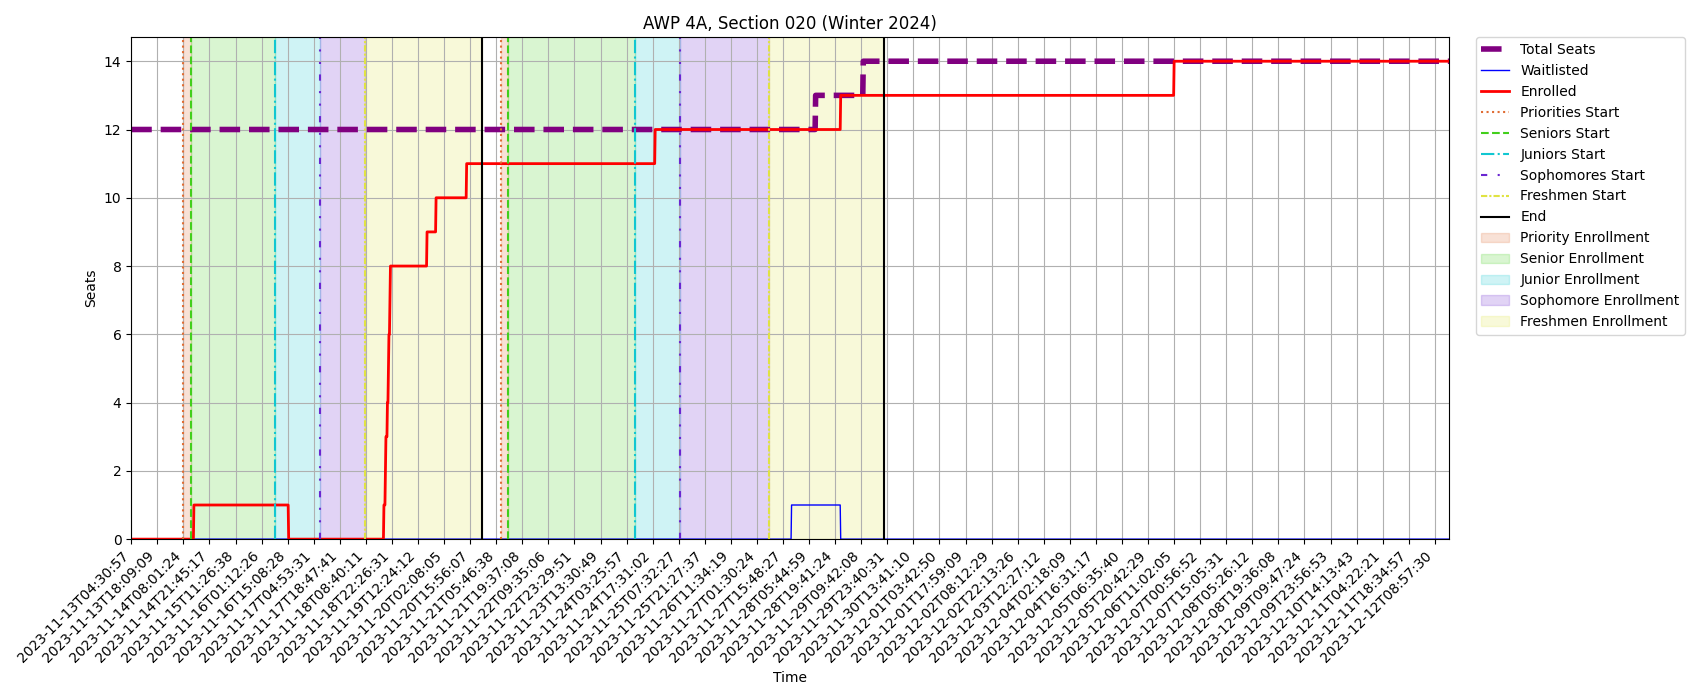 AWP 4A, Section 020 (Winter 2024)
Seats
14
12
10
8
6
4
2
0
2023-11-13T04:30:57
2023-11-13T18:09:09
2023-11-14T08:01:24
2023-11-14T21:45:17
2023-11-15T11:26:38
2023-11-16T01:12:26
2023-11-16T15:08:28
2023-11-17T04:53:31
2023-11-17T18:47:41
2023-11-18T08:40:11
2023-11-18T22:26:31
2023-11-19T12:24:12
2023-11-20T02:08:05
2023-11-20T15:56:07
2023-11-21T05:46:38
2023-11-21T19:37:08
2023-11-22T09:35:06
2023-11-22T23:29:51
2023-11-23T13:30:49
2023-11-24T03:25:57
2023-11-24T17:31:02
2023-11-25T07:32:27
2023-11-25T21:27:37
2023-11-26T11:34:19
2023-11-27T01:30:24
2023-11-27T15:48:27
2023-11-28T05:44:59
2023-11-28T19:41:24
2023-11-29T09:42:08
2023-11-29T23:40:31
2023-11-30T13:41:10
2023-12-01T03:42:50
2023-12-01T17:59:09
2023-12-02T08:12:29
2023-12-02T22:13:26
2023-12-03T12:27:12
2023-12-04T02:18:09
2023-12-04T16:31:17
2023-12-05T06:35:40
2023-12-05T20:42:29
2023-12-06T11:02:05
2023-12-07T00:56:52
2023-12-07T15:05:31
2023-12-08T05:26:12
2023-12-08T19:36:08
2023-12-09T09:47:24
2023-12-09T23:56:53
2023-12-10T14:13:43
2023-12-11T04:22:21
2023-12-11T18:34:57
2023-12-12T08:57:30
Time
Total Seats
Waitlisted
Enrolled
Priorities Start
Seniors Start
Juniors Start
Sophomores Start
Freshmen Start
End
Priority Enrollment
Senior Enrollment
Junior Enrollment
Sophomore Enrollment
Freshmen Enrollment